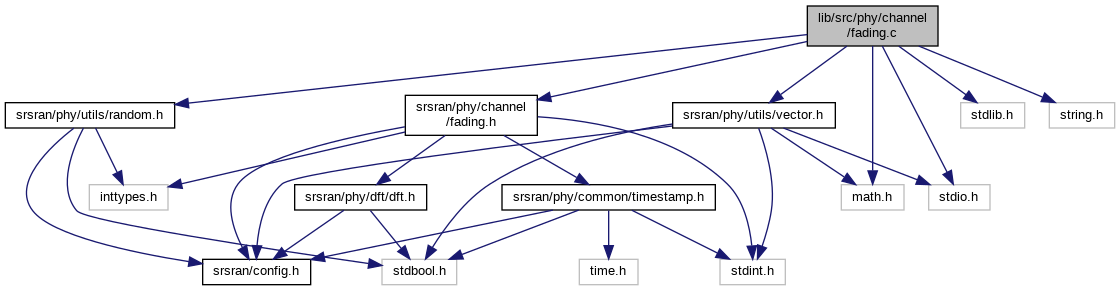 lib/src/phy/channel
/fading.c
srsran/phy/utils/random.h
srsran/phy/channel
/fading.h
srsran/phy/utils/vector.h
stdlib.h
string.h
inttypes.h
srsran/phy/dft/dft.h
srsran/phy/common/timestamp.h
math.h
stdio.h
srsran/config.h
stdbool.h
time.h
stdint.h